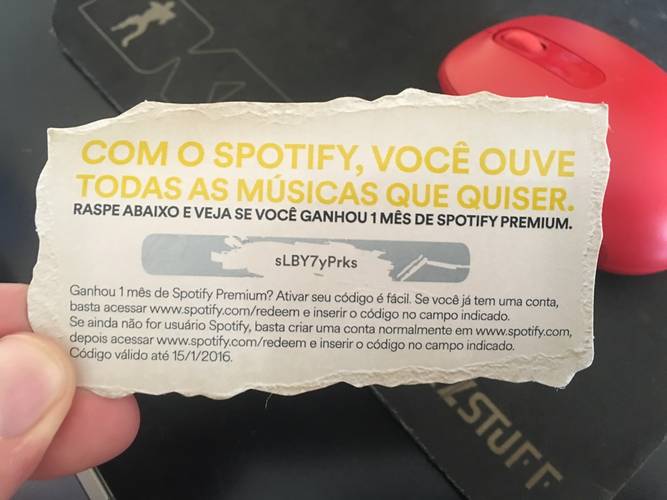 COM O SPOTIFY, VOCÊ OUVE
TODAS AS MÚSICAS QUE QUISER.
RASPE ABAIXO E VEJA SE VOCÊ GANHOU 1 MÊS DE SPOTIFY PREMIUM.
sLBY7yPrks
Ganhou 1 mês de Spotify Premium? Ativar seu código é fácil. Se você já tem uma conta,
basta acessar www.spotify.com/redeem e inserir o código no campo indicado.
Se ainda não for usuário Spotify, basta criar uma conta normalmente em www.spotify.com,
depois acessar www.spotify.com/redeem e inserir o código no campo indicado.
Código válido até 15/1/2016.